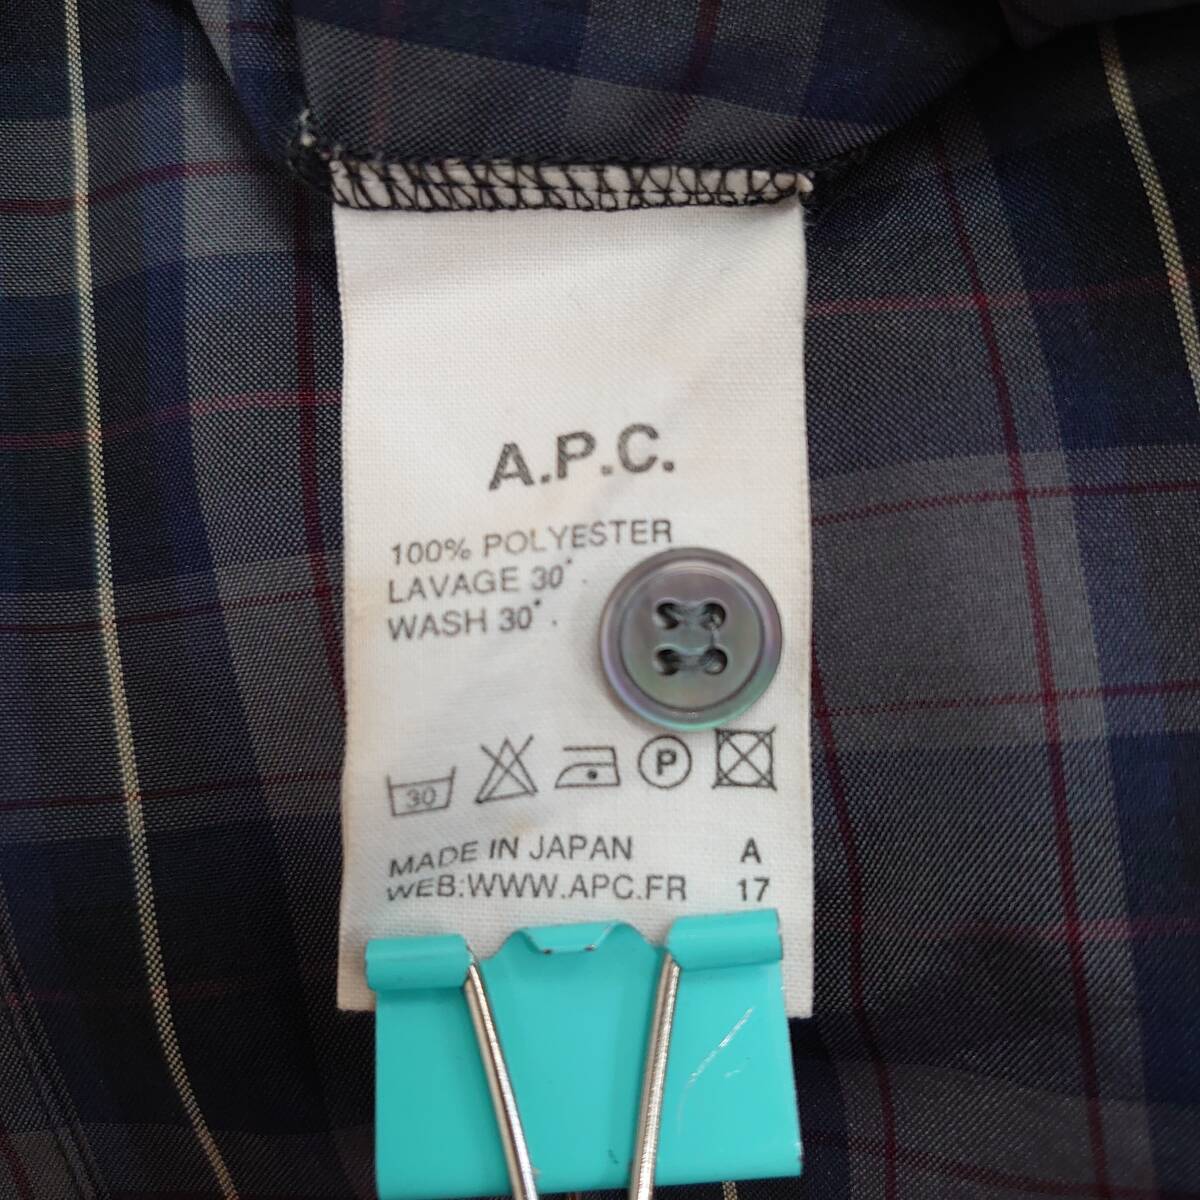 A.P.C.
100% POLYESTER
LAVAGE 30°.
WASH 30°.
30
P
MADE IN JAPAN A
WEB:WWW.APC.FR 17